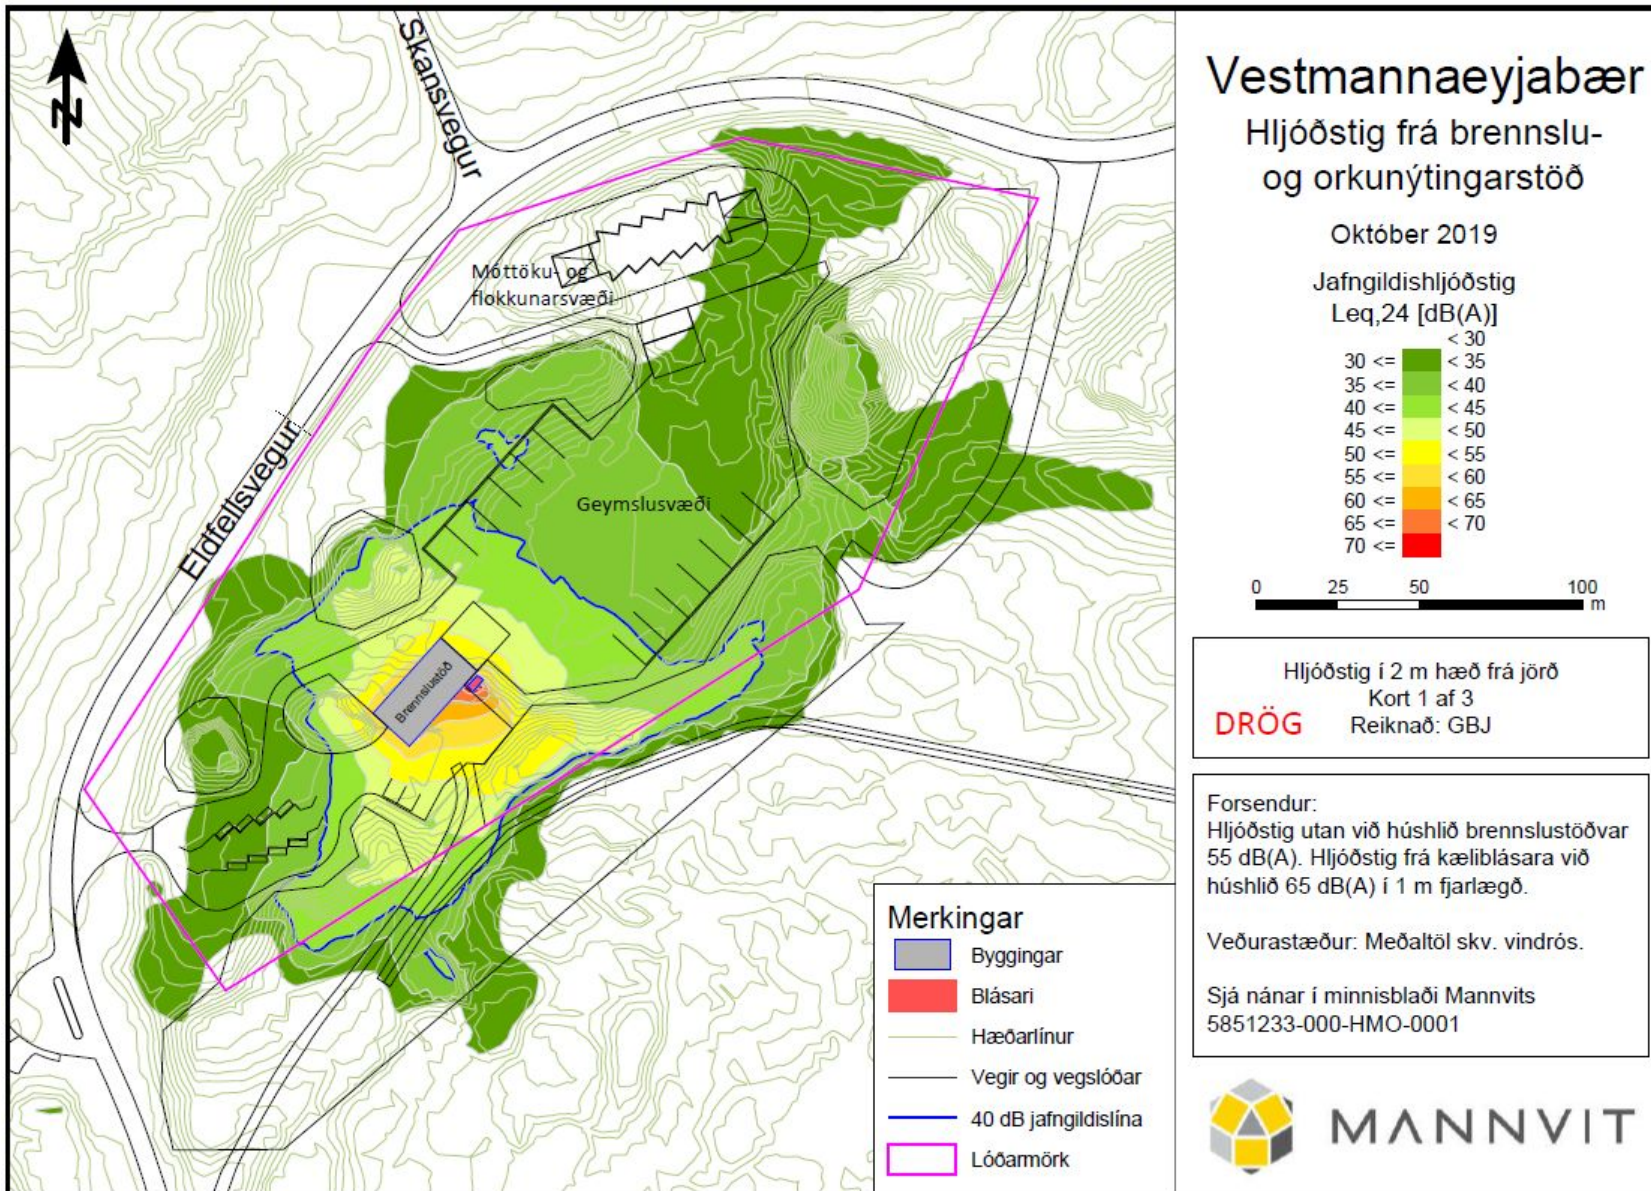 N
Skansvegur
Móttöku- og
flokkunarsvæði
Eldfellsvegur
Geymslusvæði
Brennslustöð
Vestmannaeyjabær
Hljóðstig frá brennslu-
og orkunýtingarstöð
Október 2019
Jafngildishljóðstig
Leq,24 [dB(A)]
< 30
30 <= < 35
35 <= < 40
40 <= < 45
45 <= < 50
50 <= < 55
55 <= < 60
60 <= < 65
65 <= < 70
70 <=
0 25 50 100
m
Hljóðstig í 2 m hæð frá jörð
Kort 1 af 3
DRÖG Reiknað: GBJ
Forsendur:
Hljóðstig utan við húshlið brennslustöðvar
55 dB(A). Hljóðstig frá kæliblásara við
húshlið 65 dB(A) í 1 m fjarlægð.
Veðurastæður: Meðaltöl skv. vindrós.
Sjá nánar í minnisblaði Mannvits
5851233-000-HMO-0001
Merkingar
Byggingar
Blásari
Hæðarlínur
Vegir og vegslóðar
40 dB jafngildislína
Lóðarmörk
MANNVIT